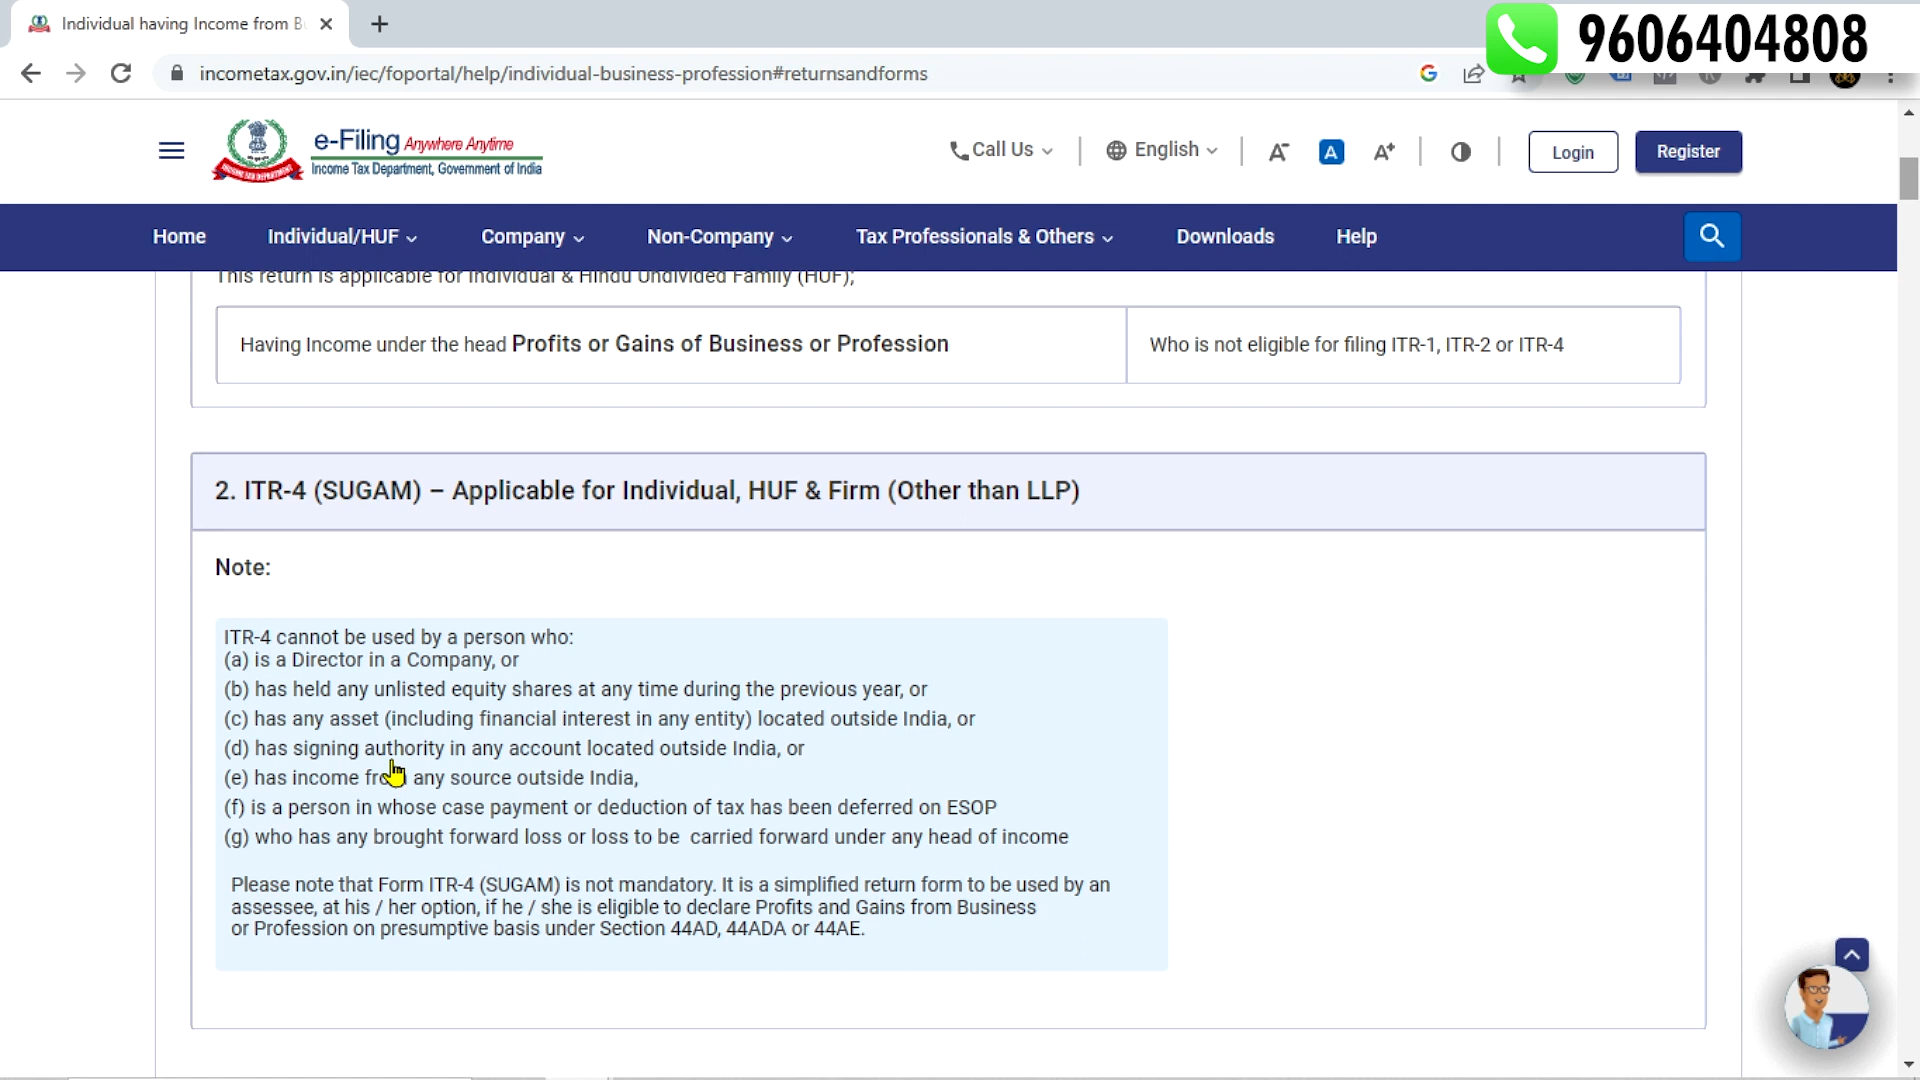 Individual having Income from B
9606404808
incometax.gov.in/iec/foportal/help/individual-business-profession#returnsandforms
e-Filing Anywhere Anytime
Income Tax Department, Government of India
Call Us
English
A-
A
A+
Login
Register
Home
Individual/HUF
Company
Non-Company
Tax Professionals & Others
Downloads
Help
This return is applicable for Individual & Hindu Undivided Family (HUF);
Having Income under the head Profits or Gains of Business or Profession
Who is not eligible for filing ITR-1, ITR-2 or ITR-4
2. ITR-4 (SUGAM) – Applicable for Individual, HUF & Firm (Other than LLP)
Note:
ITR-4 cannot be used by a person who:
(a) is a Director in a Company, or
(b) has held any unlisted equity shares at any time during the previous year, or
(c) has any asset (including financial interest in any entity) located outside India, or
(d) has signing authority in any account located outside India, or
(e) has income from any source outside India,
(f) is a person in whose case payment or deduction of tax has been deferred on ESOP
(g) who has any brought forward loss or loss to be carried forward under any head of income
Please note that Form ITR-4 (SUGAM) is not mandatory. It is a simplified return form to be used by an
assessee, at his / her option, if he / she is eligible to declare Profits and Gains from Business
or Profession on presumptive basis under Section 44AD, 44ADA or 44AE.